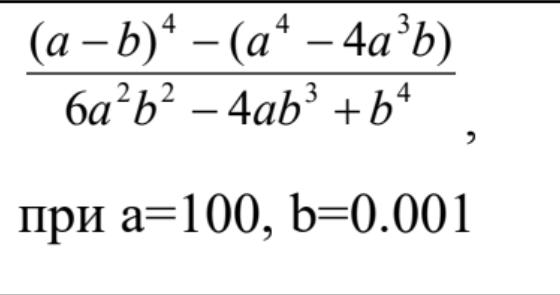 (a − b)⁴ − (a⁴ − 4a³b)
6a²b² − 4ab³ + b⁴ ,
при a=100, b=0.001